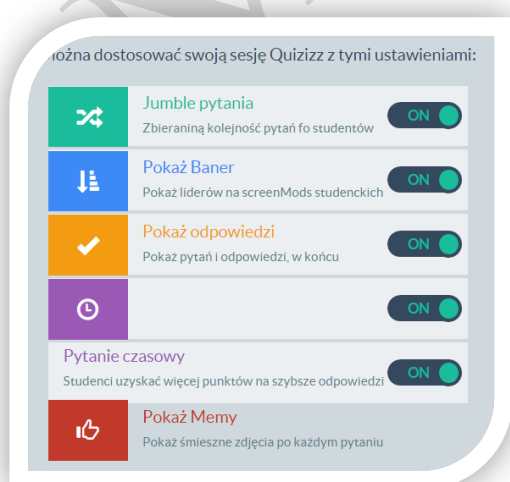 ożna dostosować swoją sesję Quizizz z tymi ustawieniami:
Jumble pytania
Zbieraniną kolejność pytań fo studentów
ON
Pokaż Baner
Pokaż liderów na screenMods studenckich
ON
Pokaż odpowiedzi
Pokaż pytań i odpowiedzi, w końcu
ON
ON
Pytanie czasowy
Studenci uzyskać więcej punktów na szybsze odpowiedzi
ON
Pokaż Memy
Pokaż śmieszne zdjęcia po każdym pytaniu